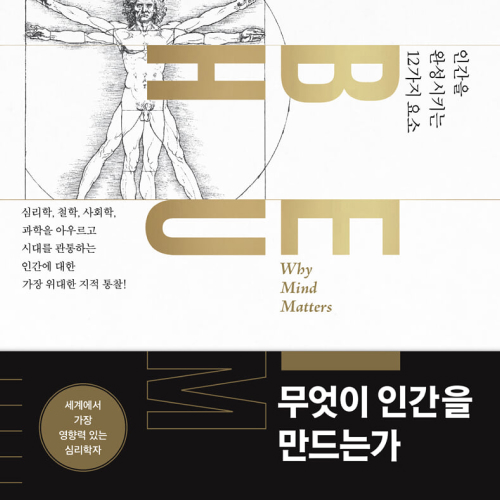 인간을
완성시키는
12가지 요소
B
H
E
U
심리학, 철학, 사회학,
과학을 아우르고
시대를 관통하는
인간에 대한
가장 위대한 지적 통찰!
Why
Mind
Matters
M
I
세계에서
가장
영향력 있는
심리학자
무엇이 인간을
만드는가